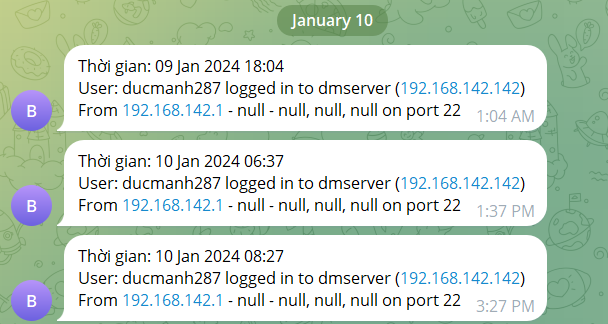 January 10
Thời gian: 09 Jan 2024 18:04
User: ducmanh287 logged in to dmserver (192.168.142.142)
From 192.168.142.1 - null - null, null, null on port 22
1:04 AM
B
Thời gian: 10 Jan 2024 06:37
User: ducmanh287 logged in to dmserver (192.168.142.142)
From 192.168.142.1 - null - null, null, null on port 22
1:37 PM
B
Thời gian: 10 Jan 2024 08:27
User: ducmanh287 logged in to dmserver (192.168.142.142)
From 192.168.142.1 - null - null, null, null on port 22
3:27 PM
B